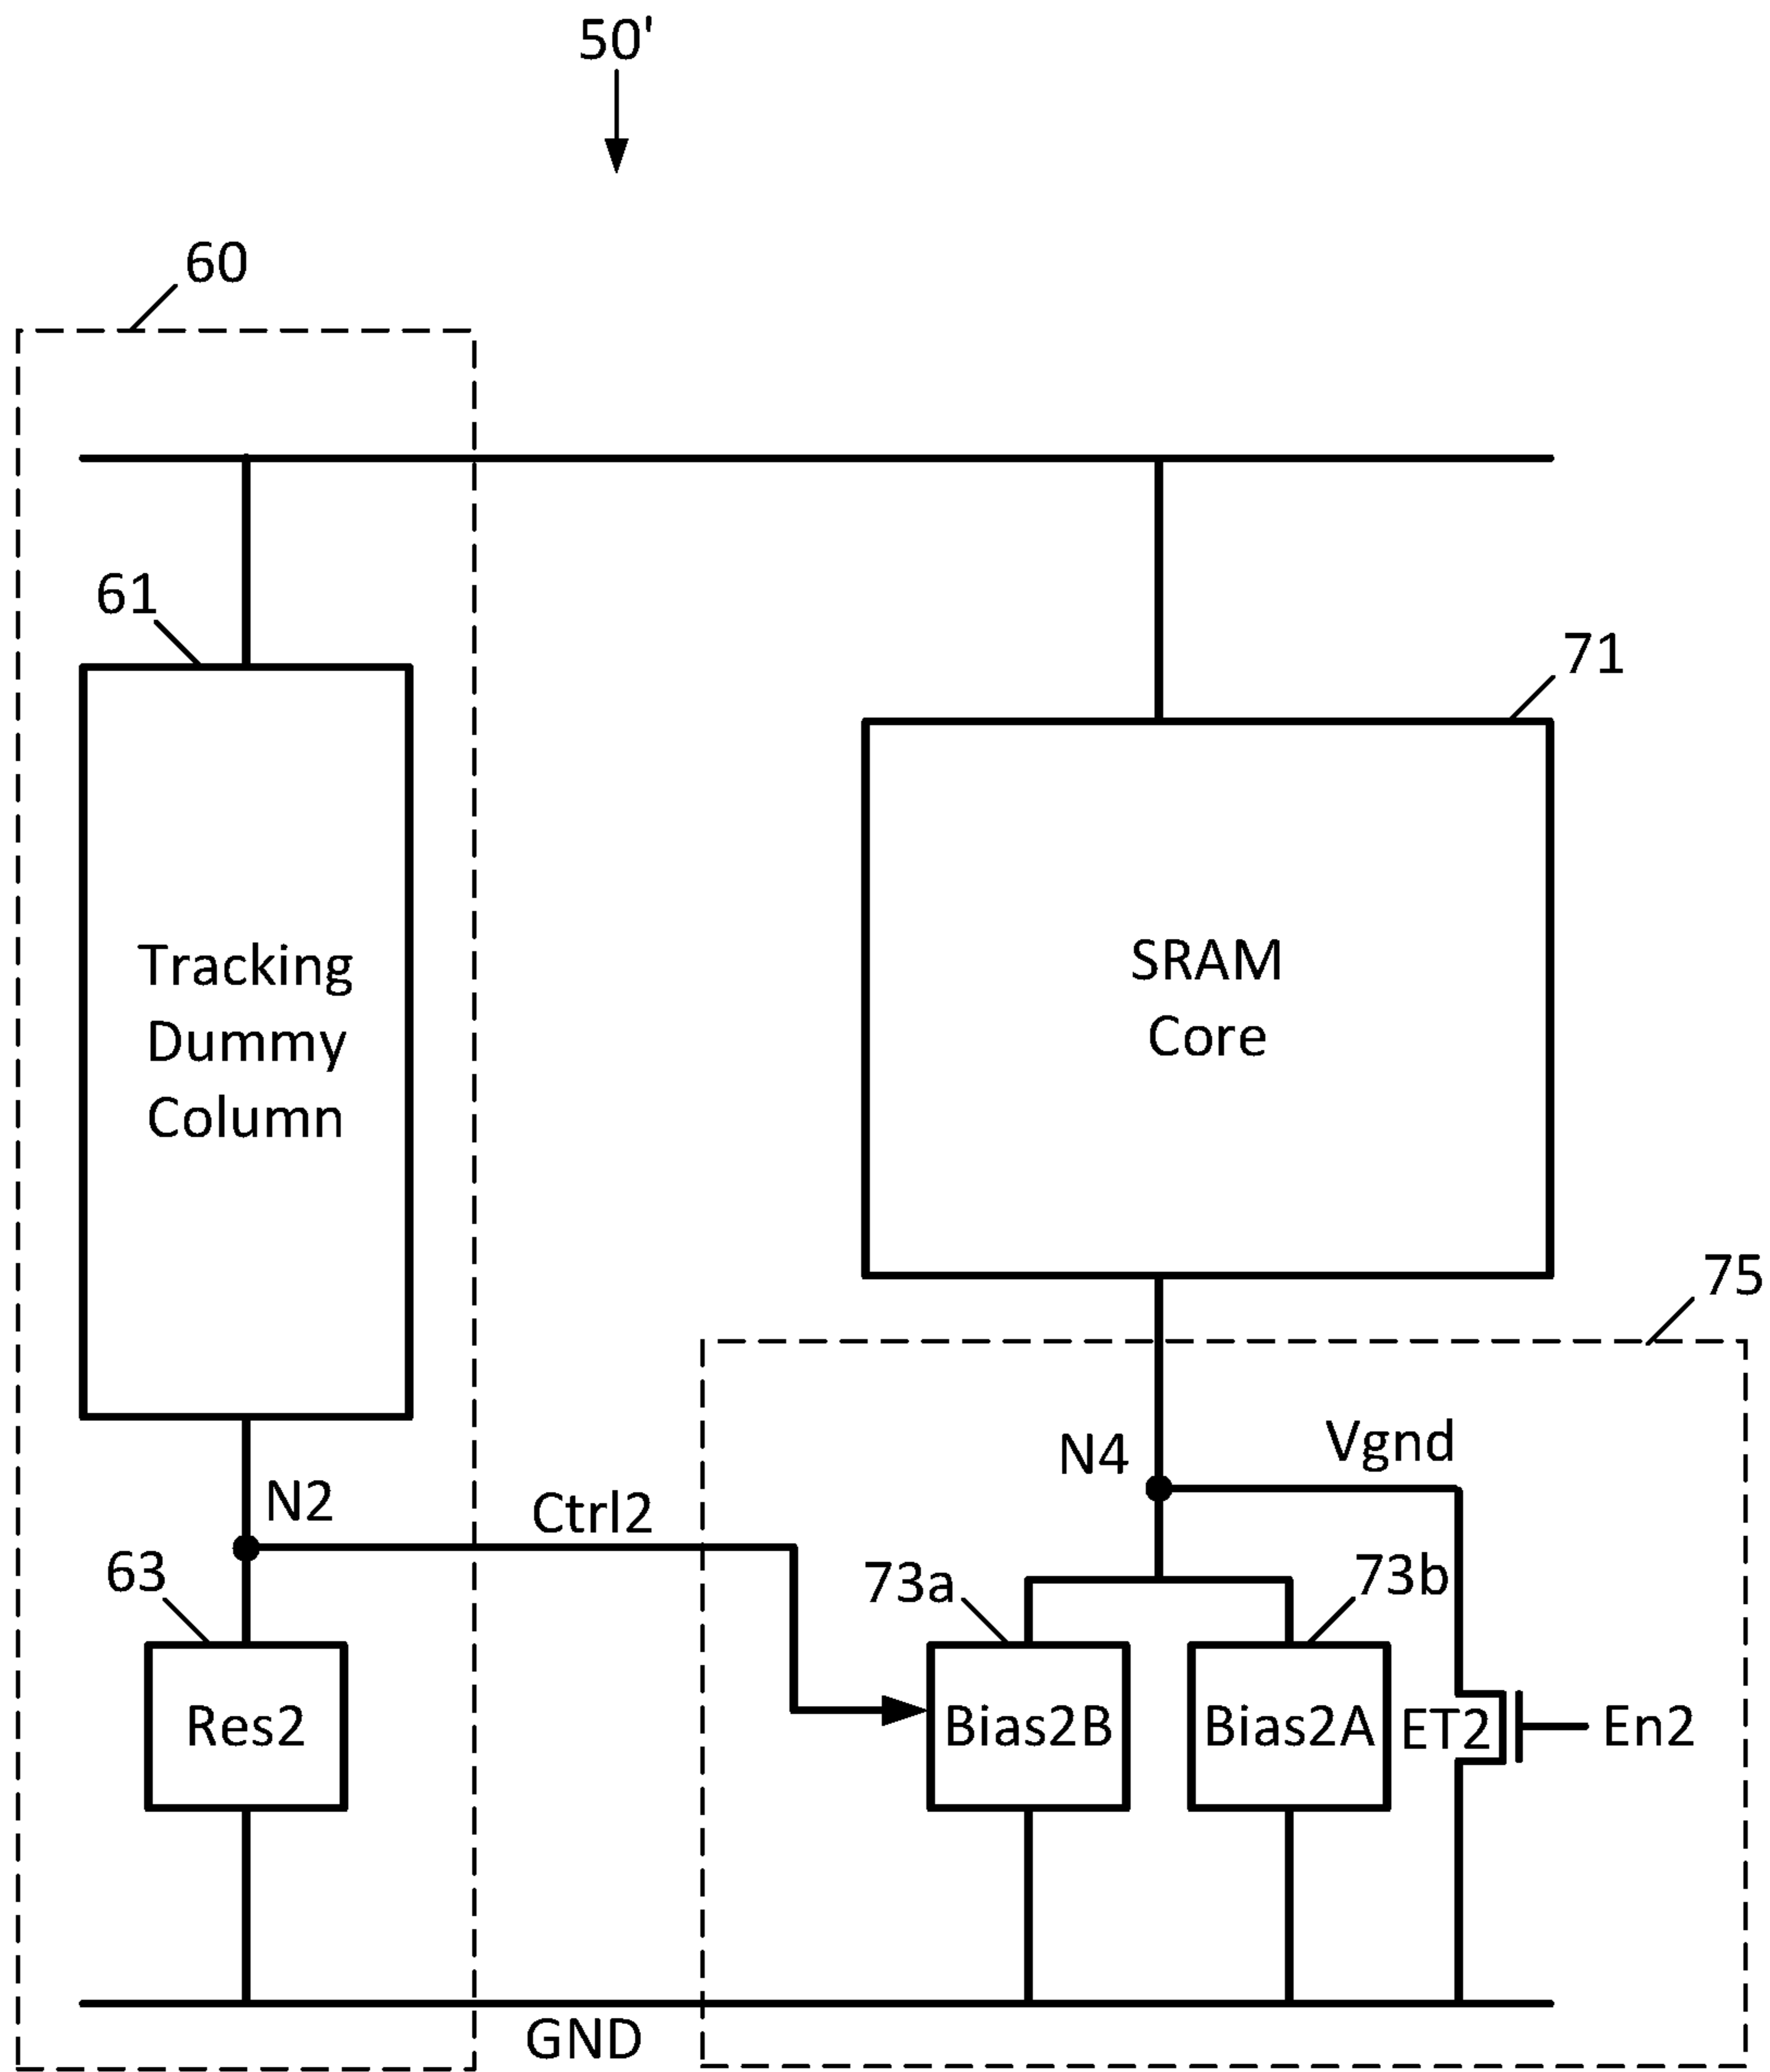 50'
60
61
71
Tracking
Dummy
Column
SRAM
Core
75
N4
Vgnd
N2
Ctrl2
63
73a
73b
Res2
Bias2B
Bias2A
ET2
En2
GND